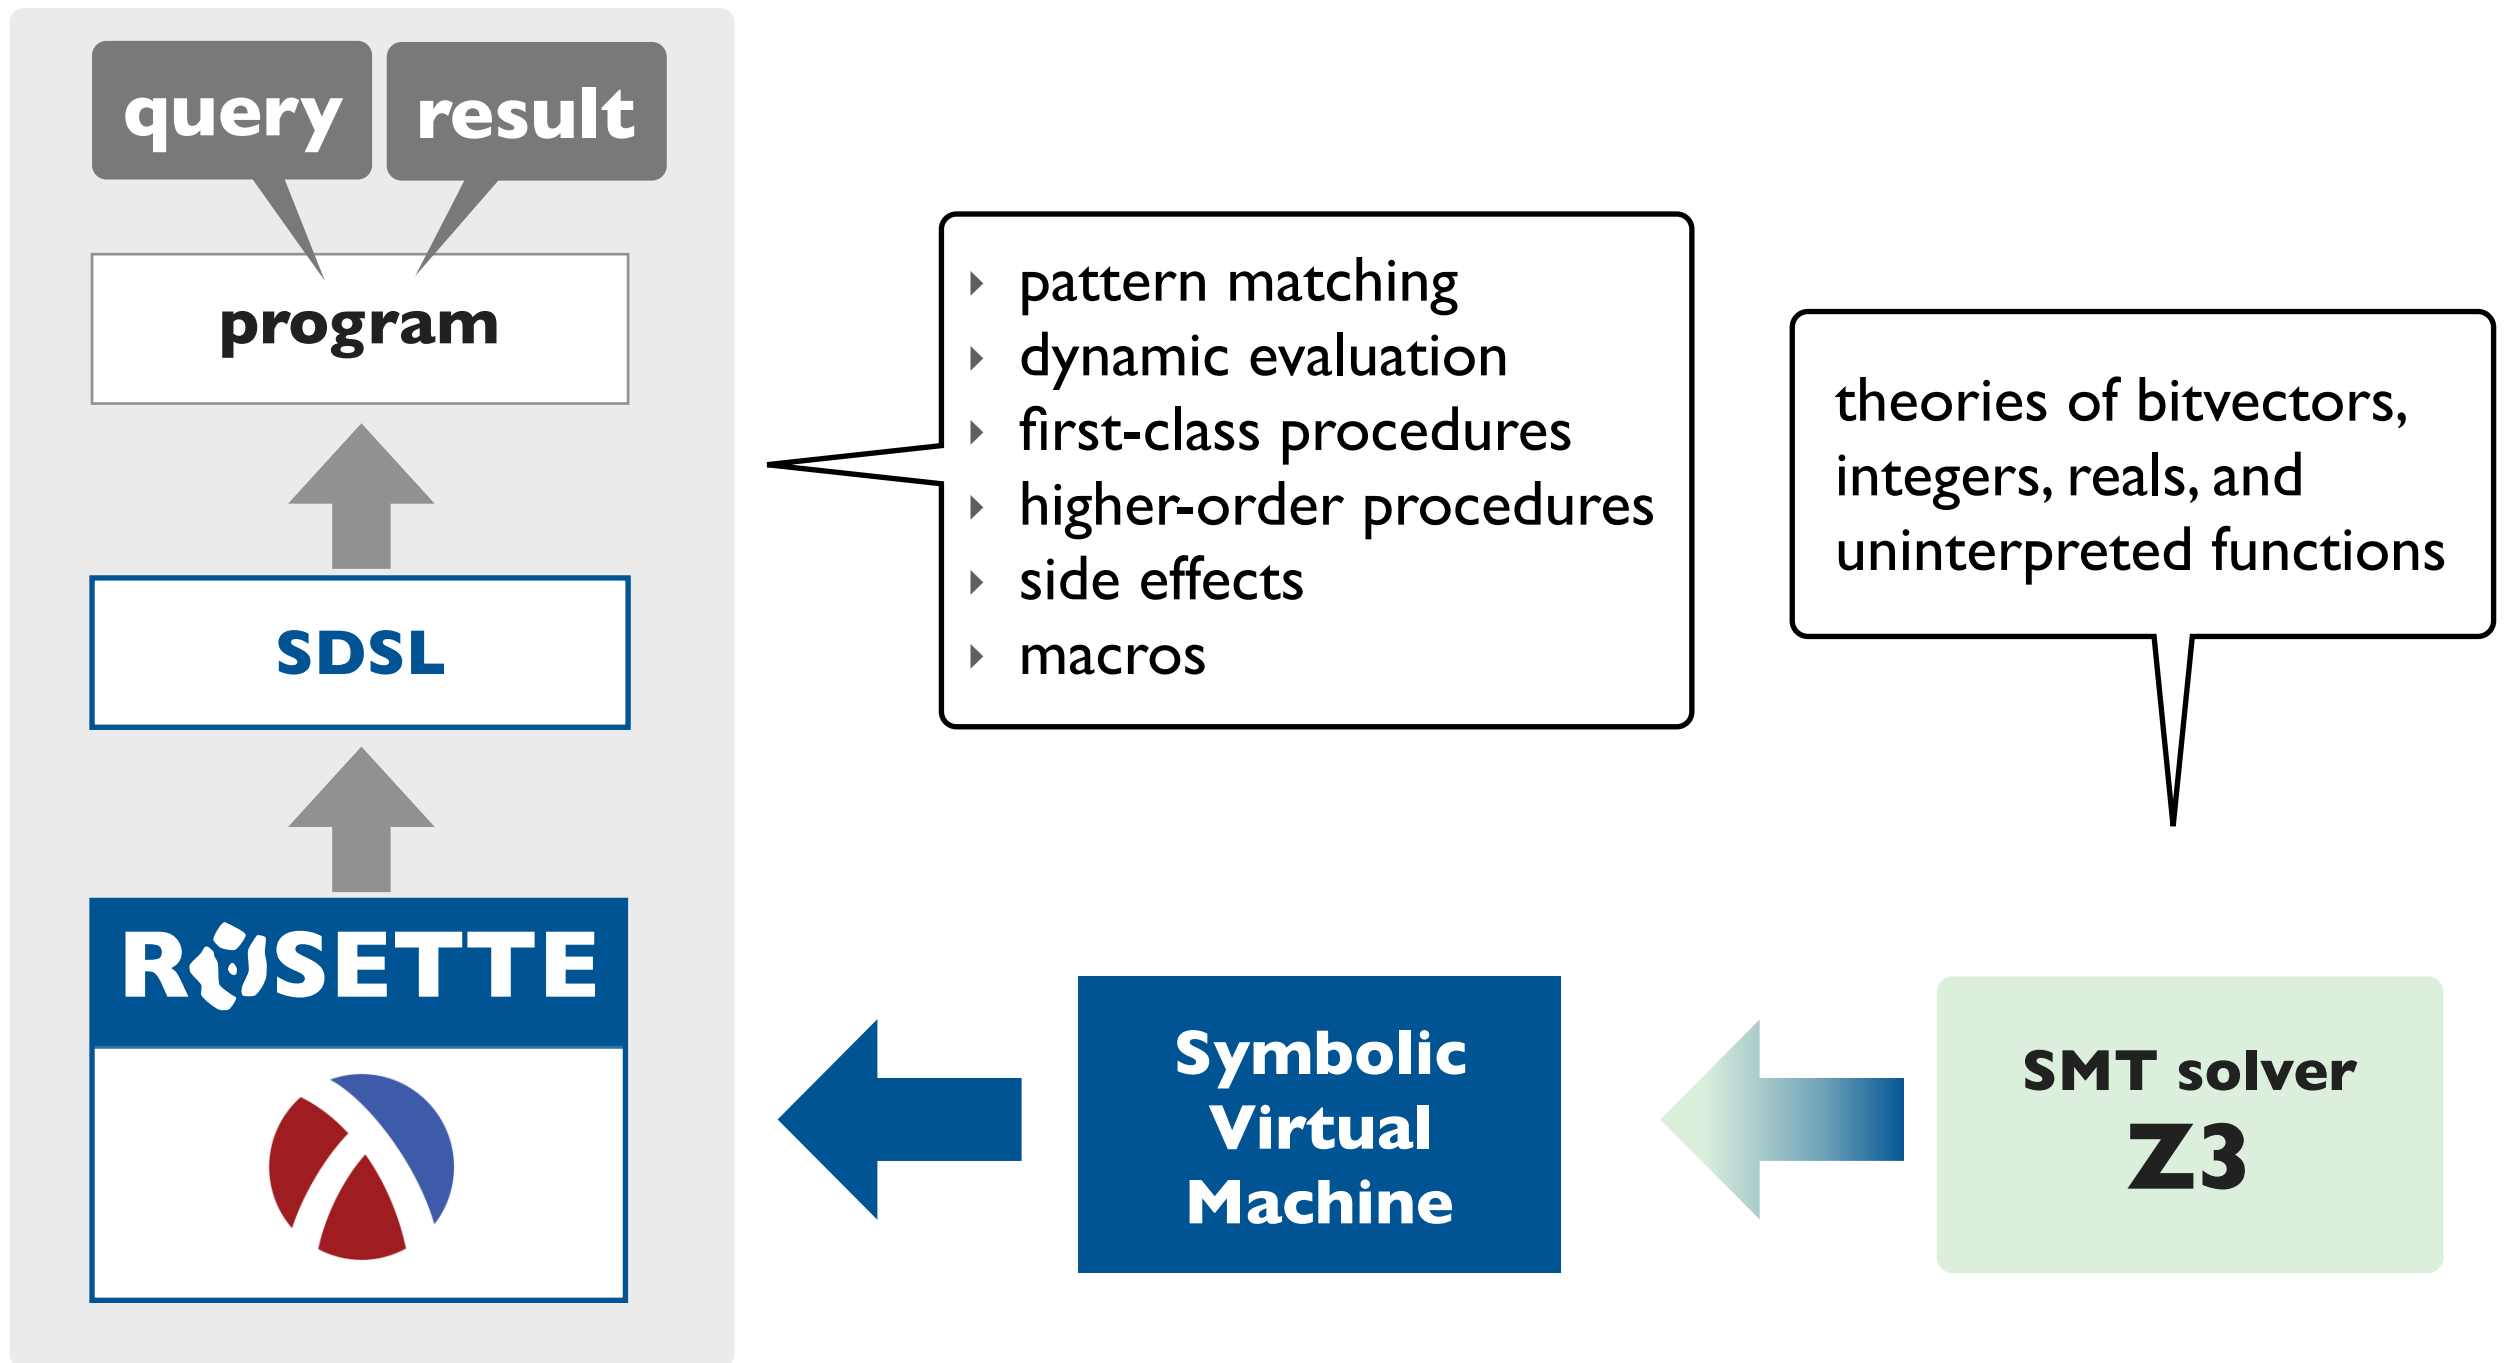 query
result
program
SDSL
ROSETTE
pattern matching
dynamic evaluation
first-class procedures
higher-order procedures
side effects
macros
theories of bitvectors,
integers, reals, and
uninterpreted functions
Symbolic
Virtual
Machine
SMT solver
Z3